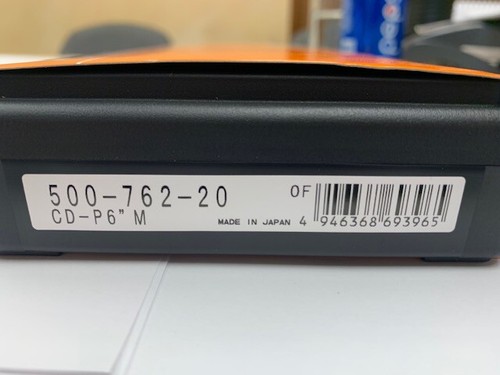 500-762-20
CD-P6" M
OF
MADE IN JAPAN
4 946368 693965